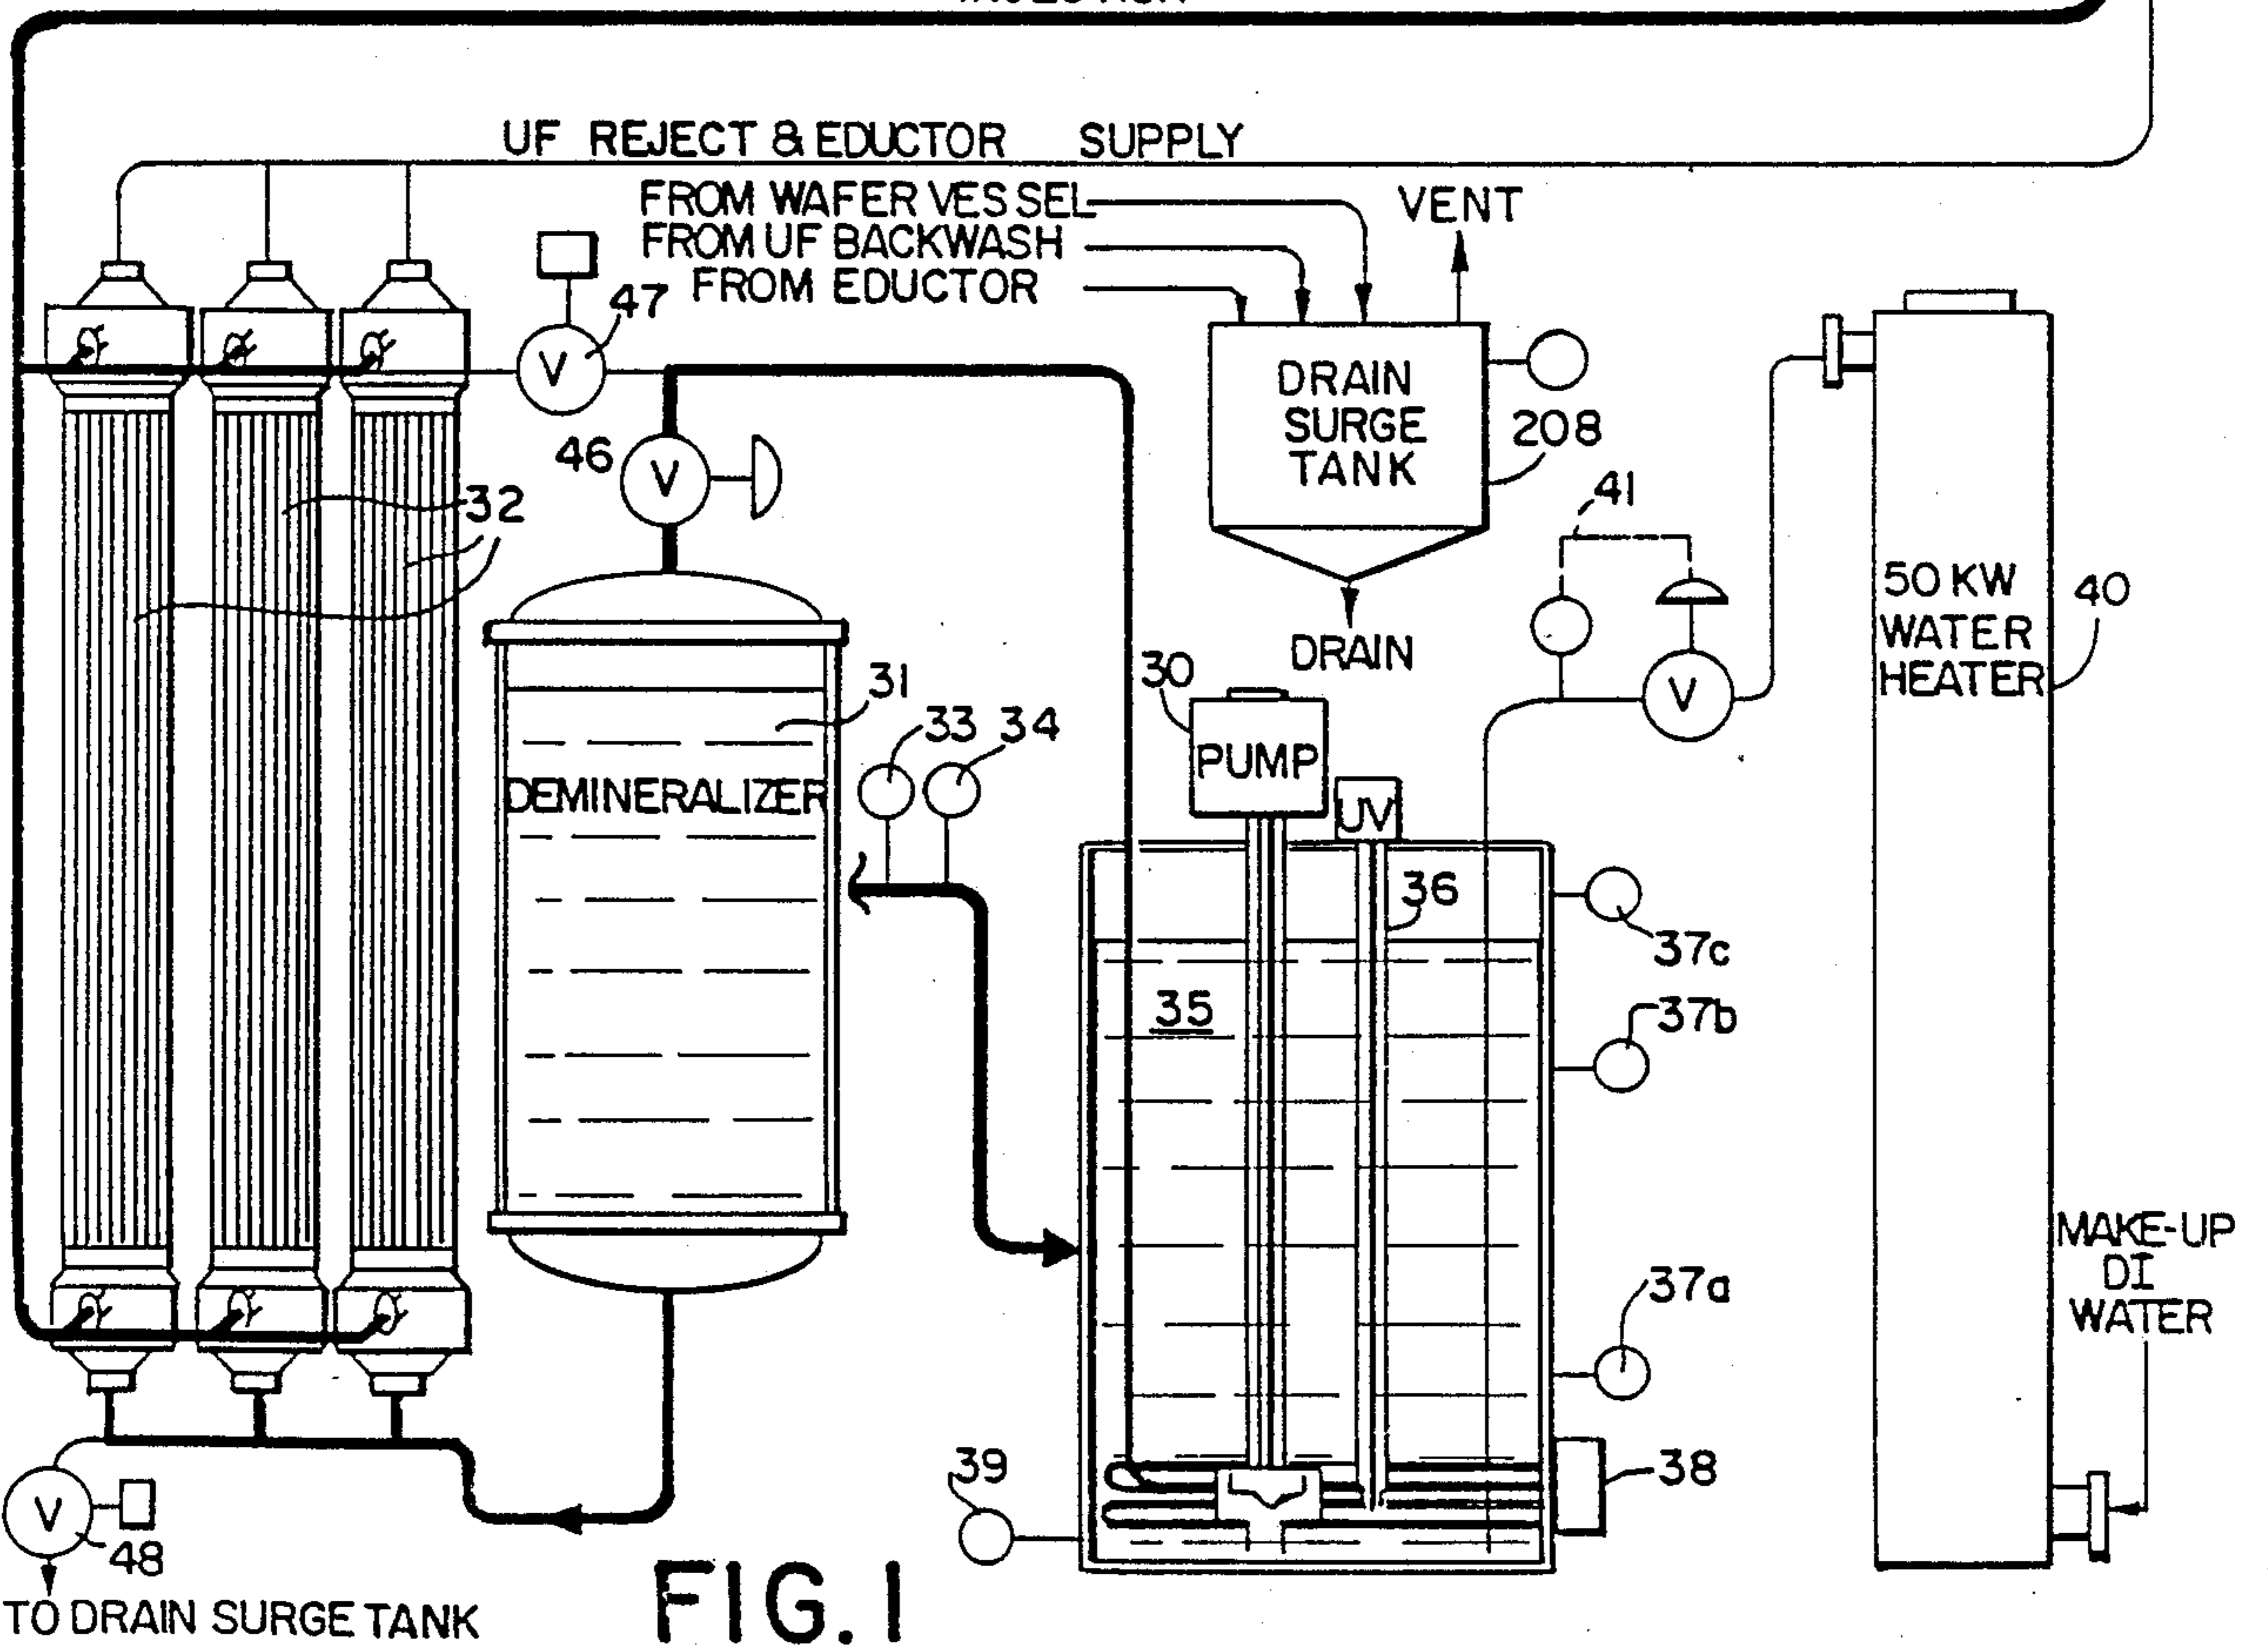 UF REJECT & EDUCTOR SUPPLY
FROM WAFER VESSEL
FROM UF BACKWASH
FROM EDUCTOR
VENT
47
V
46
V
DRAIN
SURGE
TANK
208
41
32
50 KW
WATER
HEATER
40
DRAIN
31
30
V
33
34
PUMP
DEMINERALIZER
UV
36
37c
35
37b
MAKE-UP
DI
WATER
37a
39
38
V
48
TO DRAIN SURGE TANK
FIG. 1